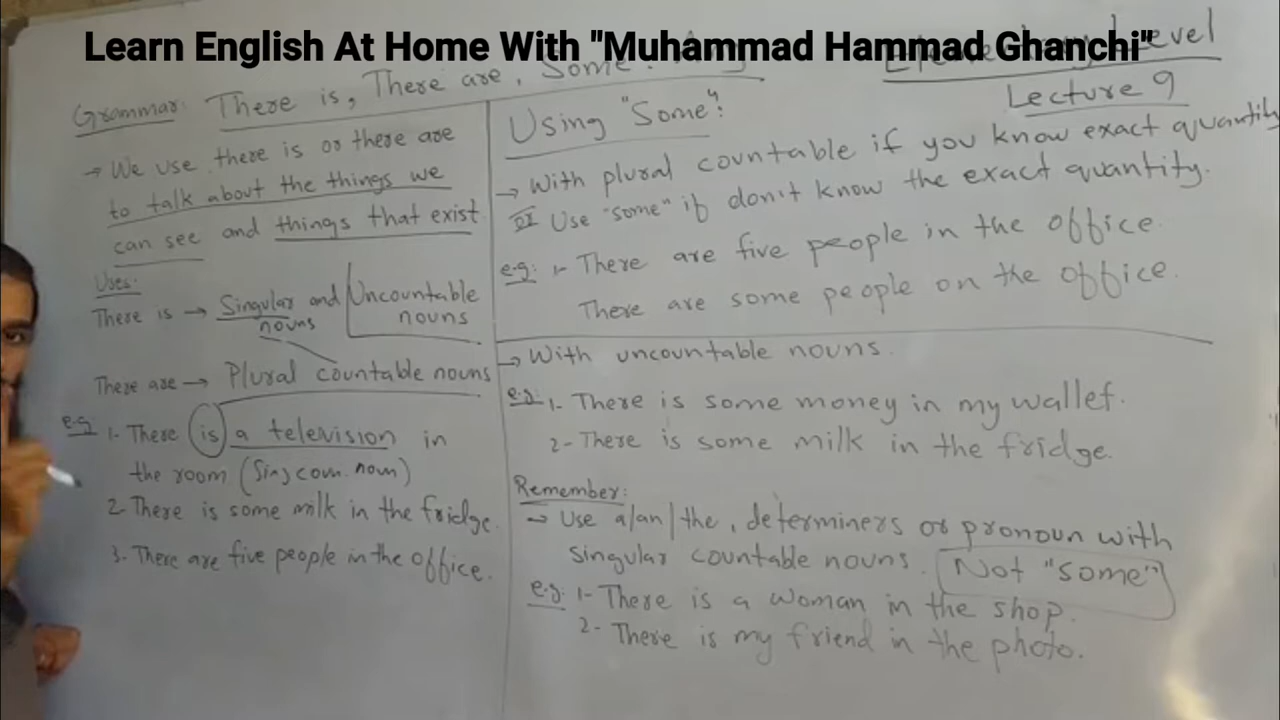 Learn English At Home With "Muhammad Hammad Ghanchi"
Level
Lecture 9
Grammar: There is, There are, Some.
→ We use there is or there are
to talk about the things we
can see and things that exist
Uses:
There is → Singular and Uncountable
nouns nouns
There are → Plural countable nouns
e.g 1- There is a television in
the room (Sing coun. noun)
2- There is some milk in the fridge.
3. There are five people in the office.
Using "Some":
→ With plural countable if you know exact quantity
or Use "some" if don't know the exact quantity.
e.g: 1- There are five people in the office.
There are some people on the office.
→ With uncountable nouns.
e.g: 1- There is some money in my wallet.
2- There is some milk in the fridge.
Remember:
→ Use a/an/the, determiners or pronoun with
singular countable nouns. Not "some"
e.g: 1- There is a woman in the shop.
2- There is my friend in the photo.